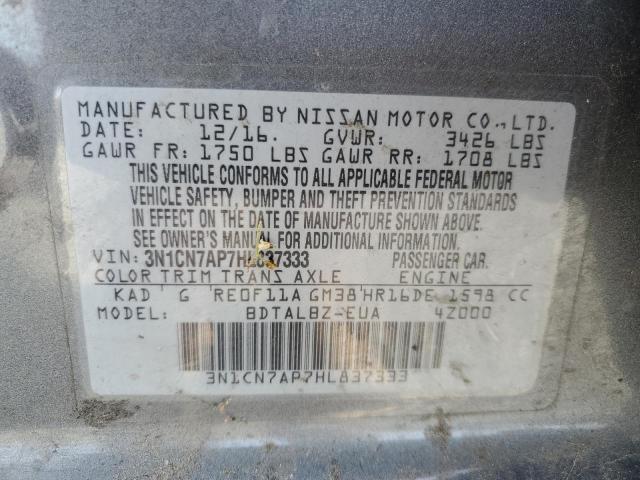 MANUFACTURED BY NISSAN MOTOR CO., LTD.
DATE: 12/16. GVWR: 3426 LBS
GAWR FR: 1750 LBS GAWR RR: 1708 LBS
THIS VEHICLE CONFORMS TO ALL APPLICABLE FEDERAL MOTOR
VEHICLE SAFETY, BUMPER AND THEFT PREVENTION STANDARDS
IN EFFECT ON THE DATE OF MANUFACTURE SHOWN ABOVE.
SEE OWNER'S MANUAL FOR ADDITIONAL INFORMATION.
VIN: 3N1CN7AP7HL837333 PASSENGER CAR.
COLOR TRIM TRANS AXLE ENGINE
KAD G RE0F11A GM38 HR16DE 1598 CC
MODEL: BDTALBZ-EUA 4Z000
3N1CN7AP7HL837333